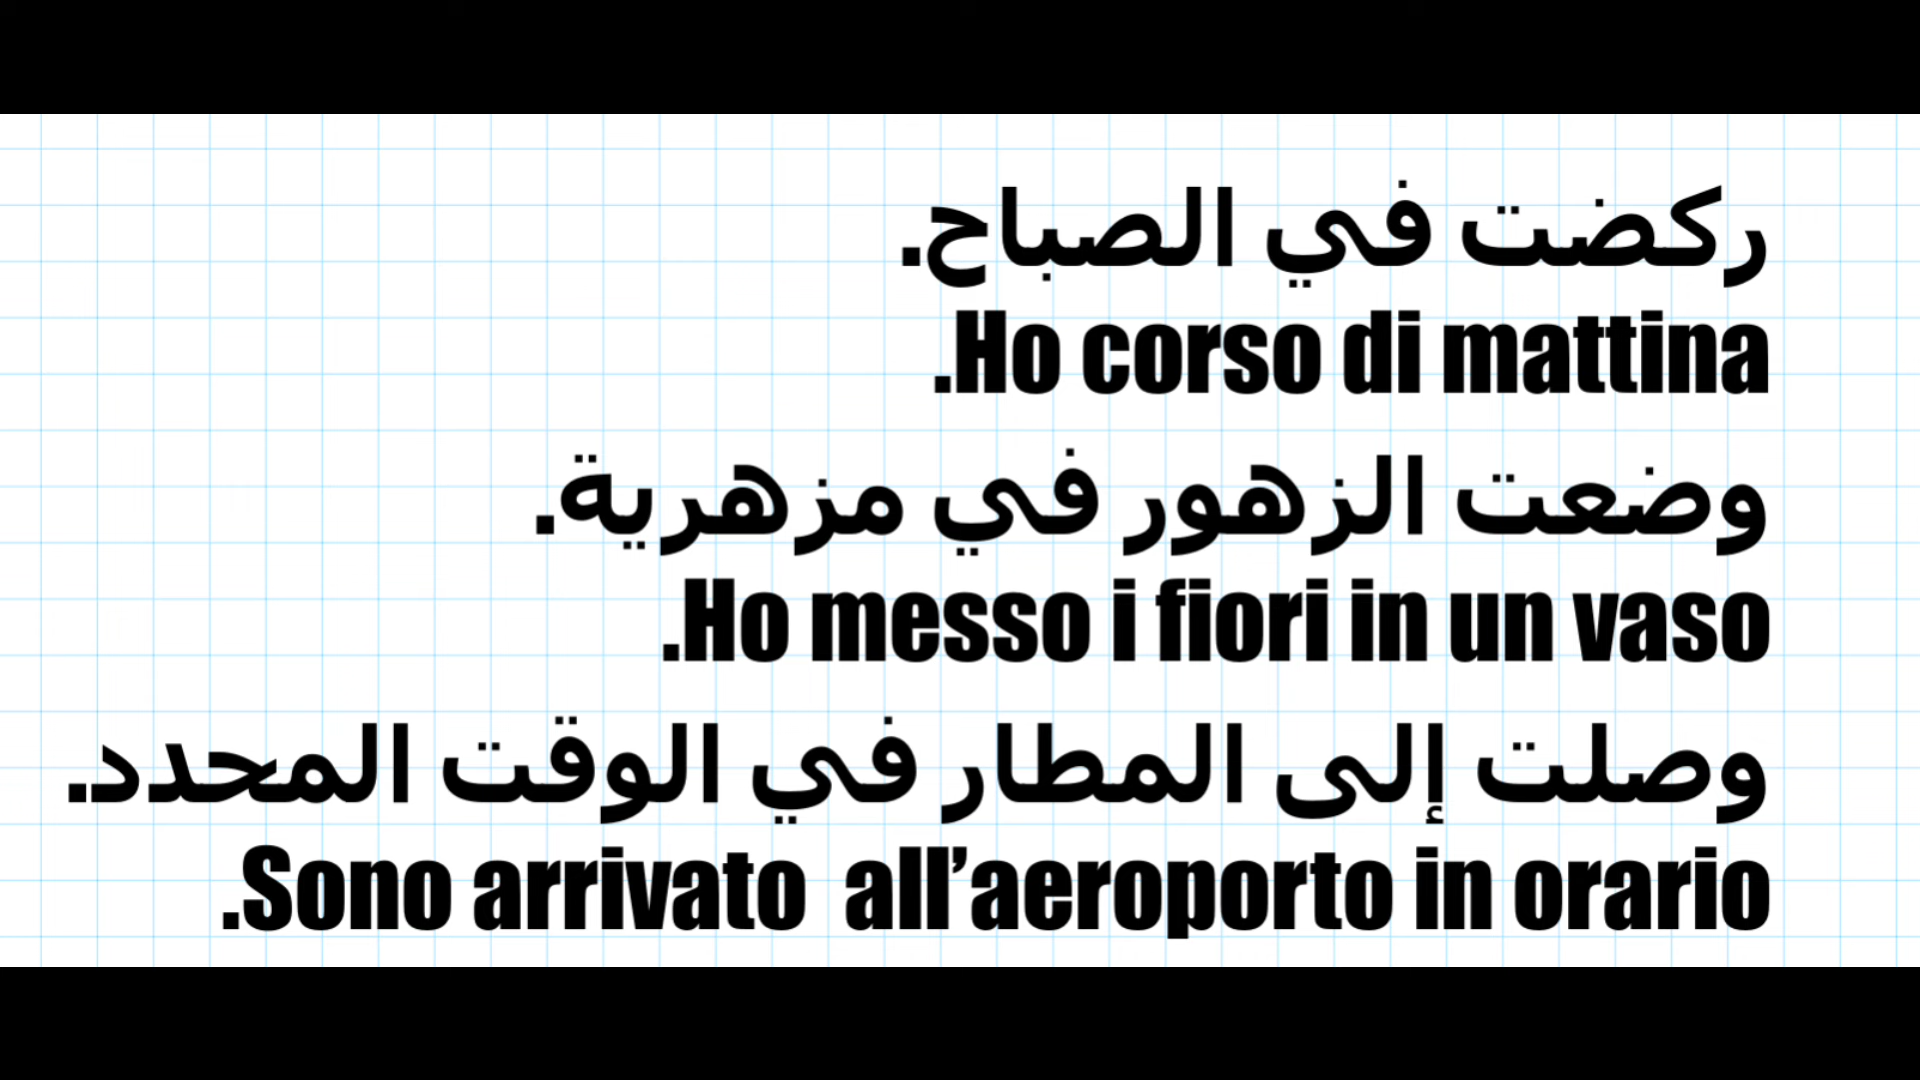 ركضت في الصباح.
Ho corso di mattina.
وضعت الزهور في مزهرية.
Ho messo i fiori in un vaso.
وصلت إلى المطار في الوقت المحدد.
Sono arrivato  all’aeroporto in orario.